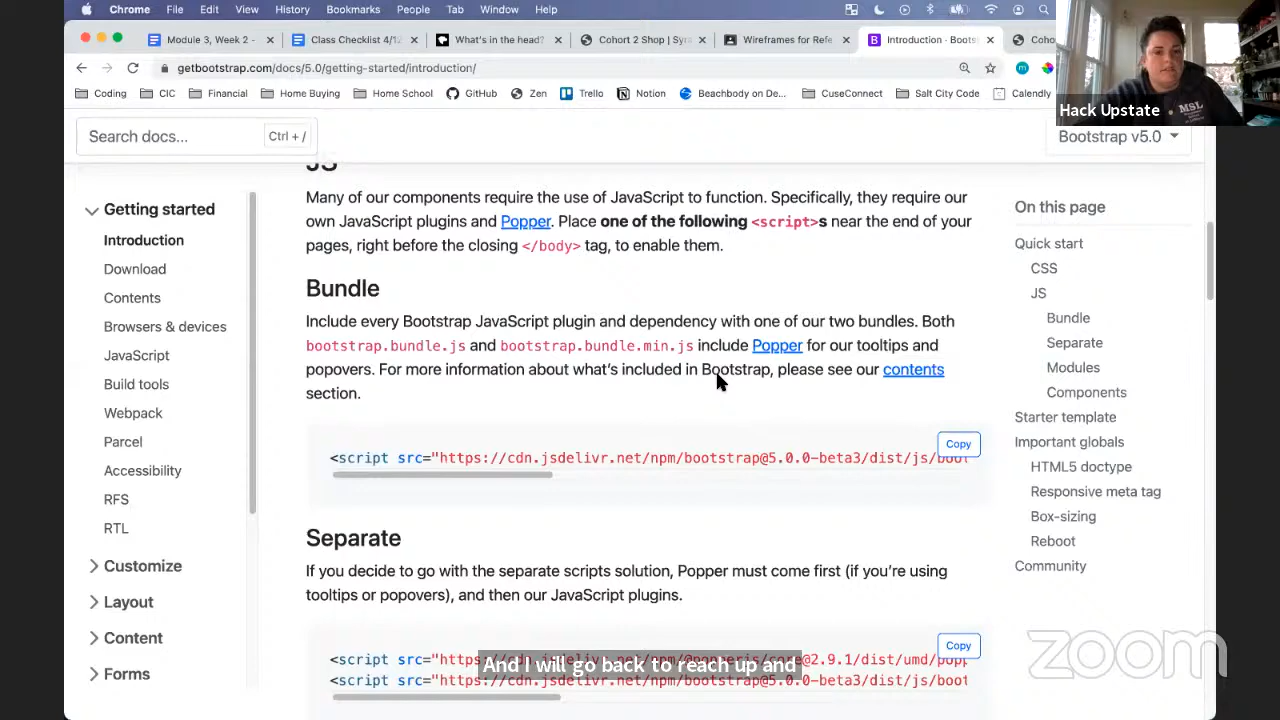 Chrome File Edit View History Bookmarks People Tab Window Help
Module 3, Week 2 -
Class Checklist 4/12
What's in the head?
Cohort 2 Shop | Syra
Wireframes for Refe
Introduction · Boots
Coh
getbootstrap.com/docs/5.0/getting-started/introduction/
Coding CIC Financial Home Buying Home School GitHub Zen Trello Notion Beachbody on De... CuseConnect Salt City Code Calendly
MSL
Hack Upstate
Search docs... Ctrl + /
Bootstrap v5.0
Getting started
Introduction
Download
Contents
Browsers & devices
JavaScript
Build tools
Webpack
Parcel
Accessibility
RFS
RTL
Customize
Layout
Content
Forms
JS
Many of our components require the use of JavaScript to function. Specifically, they require our
own JavaScript plugins and Popper. Place one of the following <script>s near the end of your
pages, right before the closing </body> tag, to enable them.
Bundle
Include every Bootstrap JavaScript plugin and dependency with one of our two bundles. Both
bootstrap.bundle.js and bootstrap.bundle.min.js include Popper for our tooltips and
popovers. For more information about what's included in Bootstrap, please see our contents
section.
Copy
<script src="https://cdn.jsdelivr.net/npm/bootstrap@5.0.0-beta3/dist/js/boot
Separate
If you decide to go with the separate scripts solution, Popper must come first (if you're using
tooltips or popovers), and then our JavaScript plugins.
Copy
<script src="https://cdn.jsdelivr.net/npm/@popperjs/core@2.9.1/dist/umd/popp
<script src="https://cdn.jsdelivr.net/npm/bootstrap@5.0.0-beta3/dist/js/boot
And I will go back to reach up and
On this page
Quick start
CSS
JS
Bundle
Separate
Modules
Components
Starter template
Important globals
HTML5 doctype
Responsive meta tag
Box-sizing
Reboot
Community
zoom